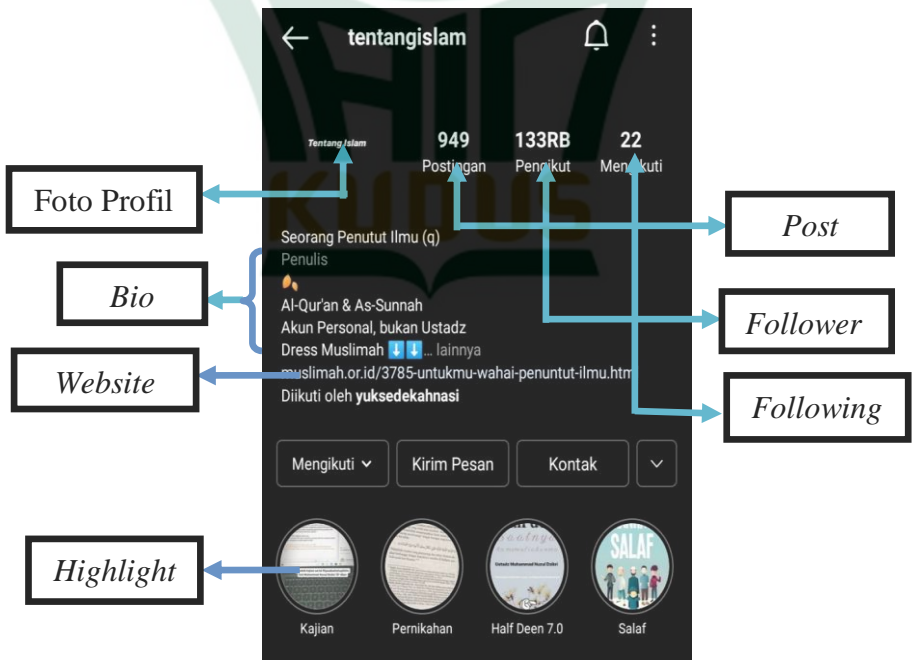 tentangislam
Tentang Islam
949
133RB
22
Postingan
Pengikut
Mengikuti
Foto Profil
Post
Seorang Penutut Ilmu (q)
Penulis
Bio
Al-Qur'an & As-Sunnah
Akun Personal, bukan Ustadz
Follower
Dress Muslimah ⬇️⬇️... lainnya
Website
muslimah.or.id/3785-untukmu-wahai-penuntut-ilmu.htm
Diikuti oleh yuksedekahnasi
Following
Mengikuti
Kirim Pesan
Kontak
SALAF
Highlight
Kajian
Pernikahan
Half Deen 7.0
Salaf
KUDUS